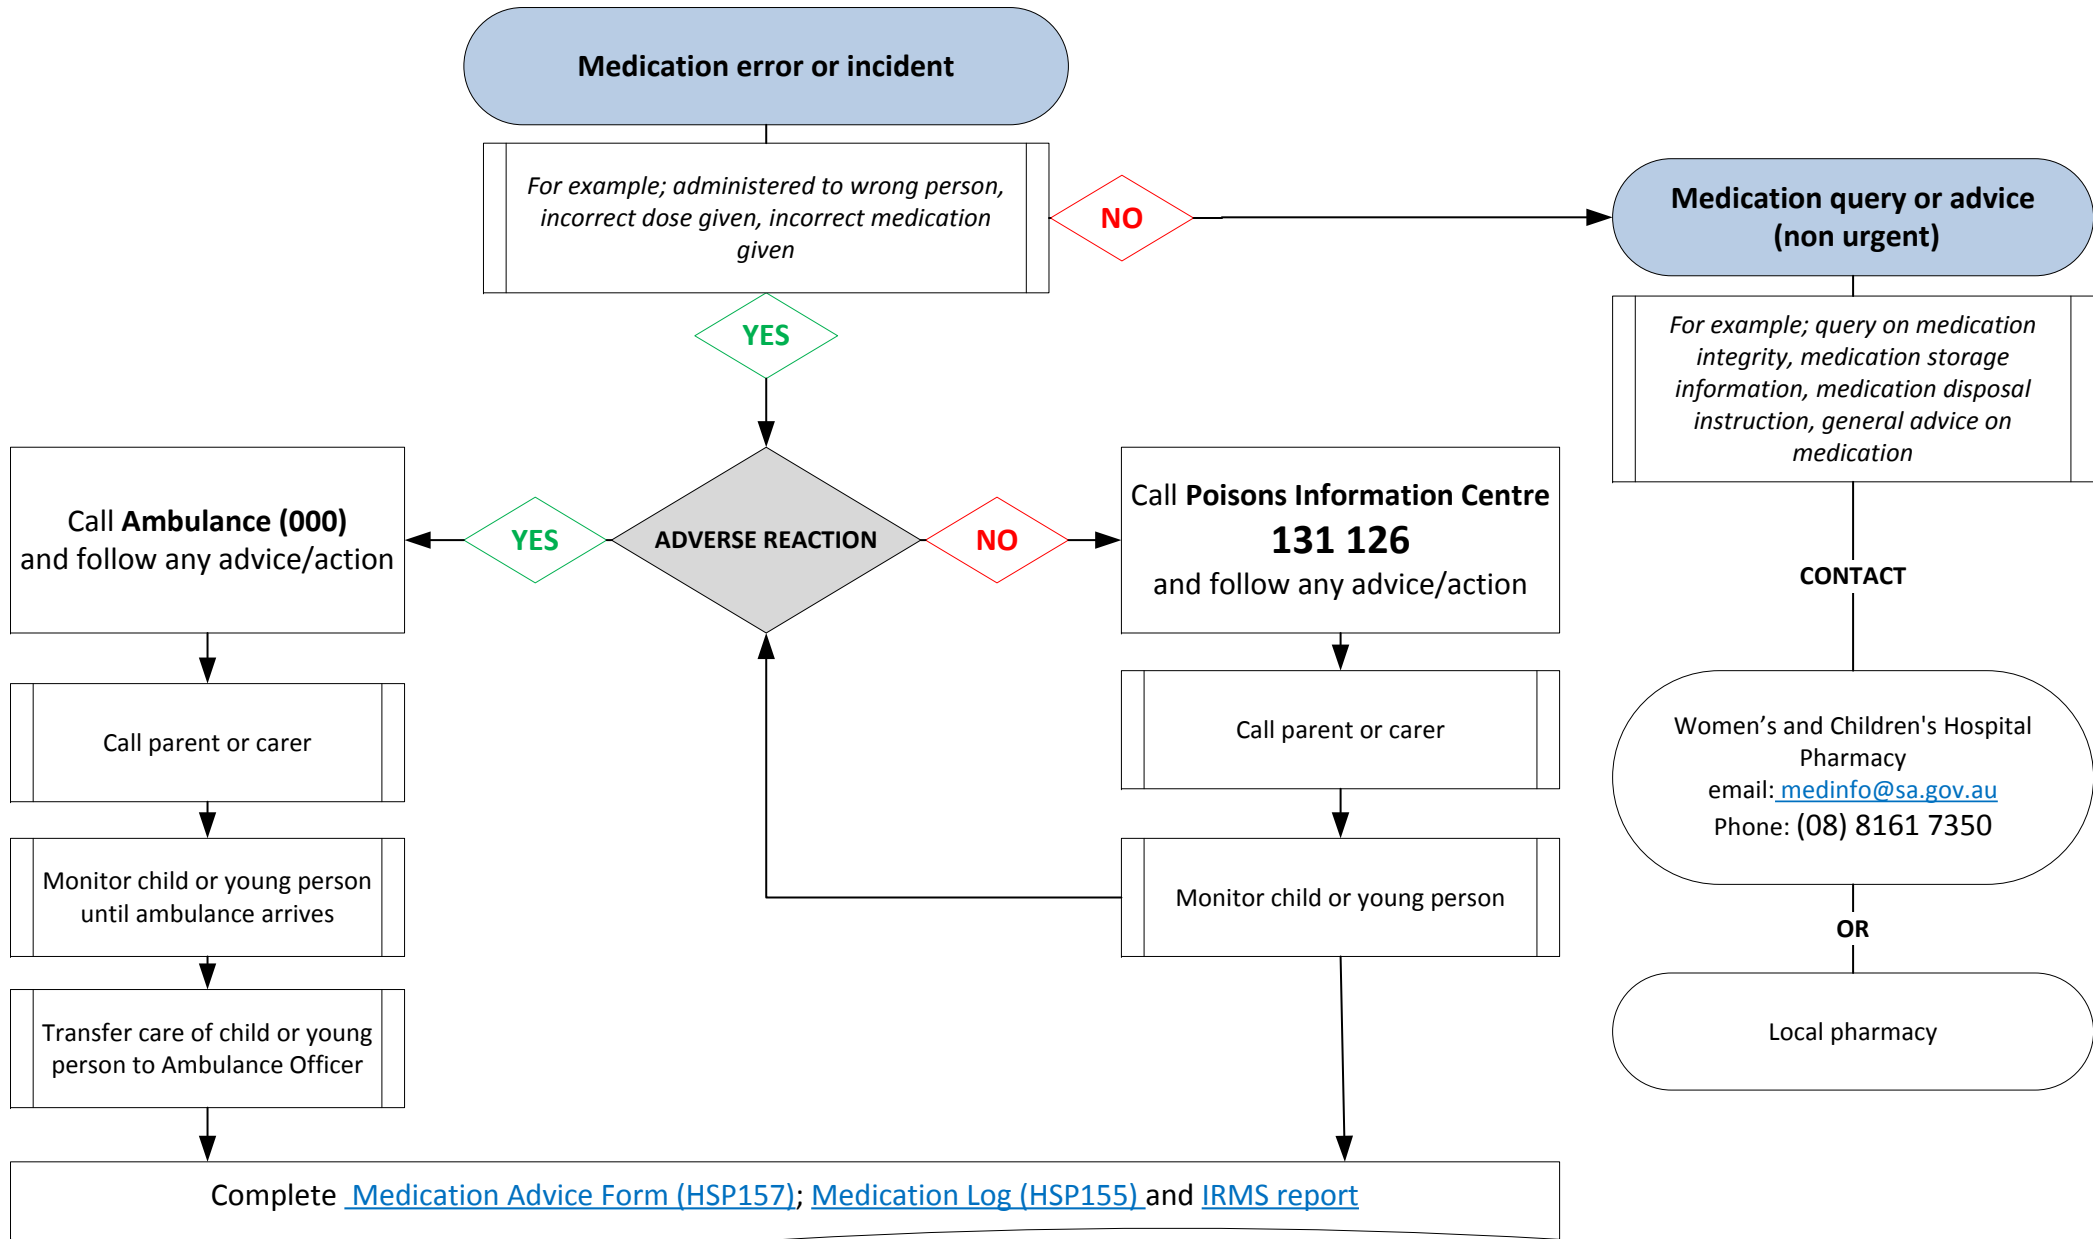 Medication error or incident
For example; administered to wrong person,
incorrect dose given, incorrect medication
given
NO
Medication query or advice
(non urgent)
YES
For example; query on medication
integrity, medication storage
information, medication disposal
instruction, general advice on
medication
Call Ambulance (000)
and follow any advice/action
YES
ADVERSE REACTION
NO
Call Poisons Information Centre
131 126
and follow any advice/action
CONTACT
Call parent or carer
Call parent or carer
Women’s and Children's Hospital
Pharmacy
email: medinfo@sa.gov.au
Phone: (08) 8161 7350
Monitor child or young person
until ambulance arrives
Monitor child or young person
OR
Transfer care of child or young
person to Ambulance Officer
Local pharmacy
Complete  Medication Advice Form (HSP157); Medication Log (HSP155) and IRMS report